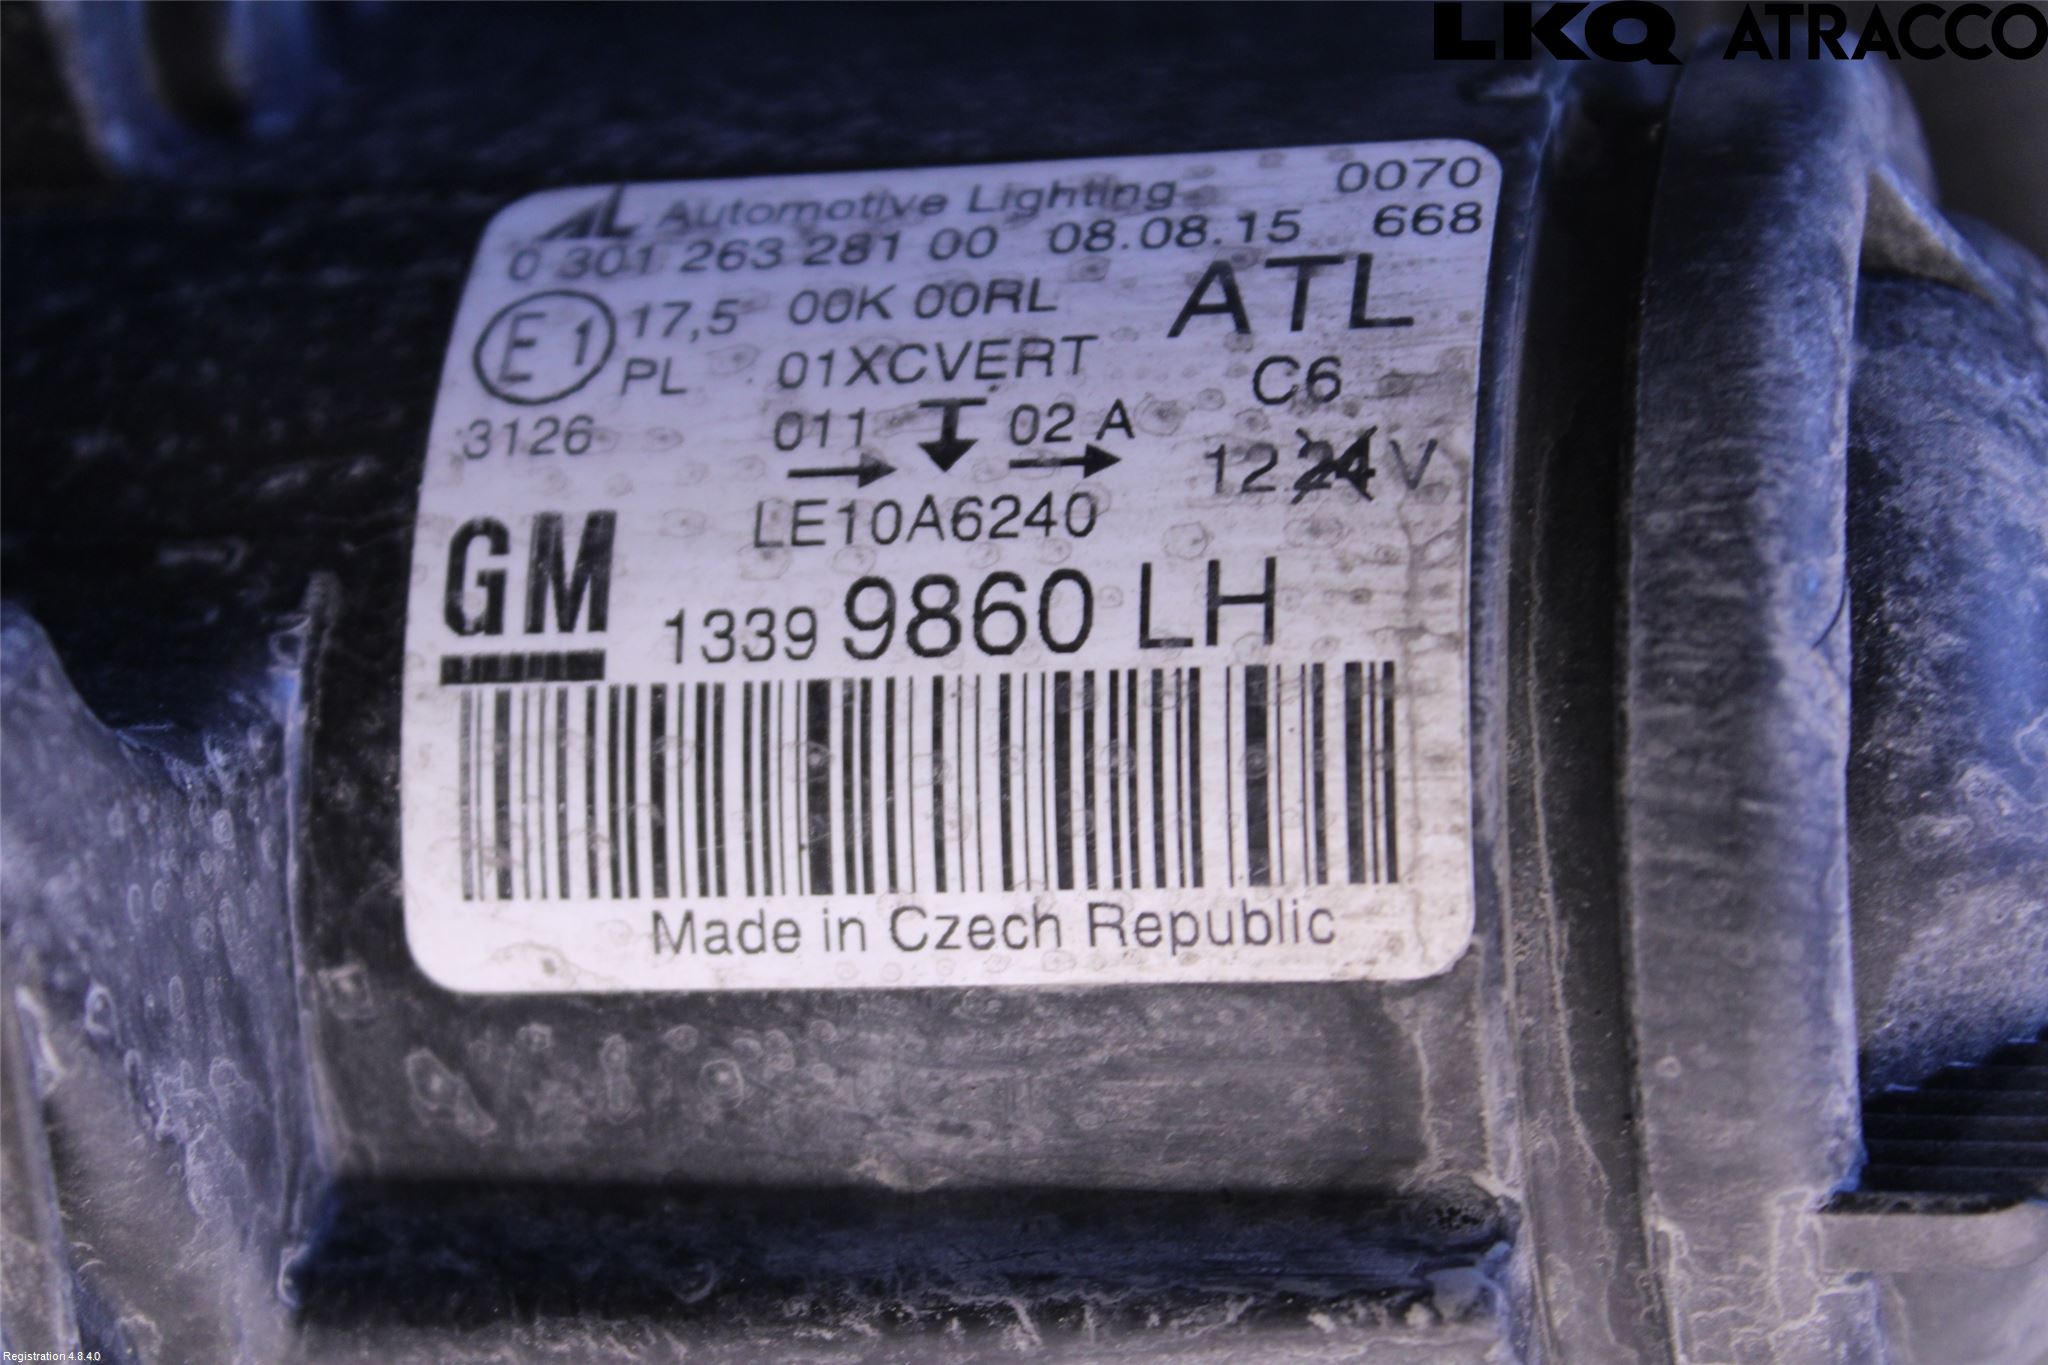 LKQ ATRACCO
AL Automotive Lighting 0070
0 301 263 281 00 08.08.15 668
E1 17,5 00K 00RL ATL
PL 01XCVERT C6
3126 011 02 A 12.24 V
LE10A6240
GM 1339 9860 LH
Made in Czech Republic
Registration 4.8.4.0